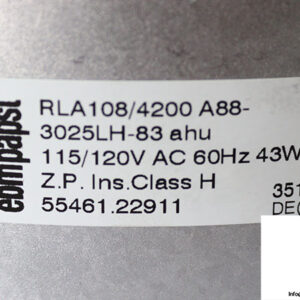 ebmpapst
RLA108/4200 A88-
3025LH-83 ahu
115/120V AC 60Hz 43W
Z.P. Ins.Class H
55461.22911
351
DE